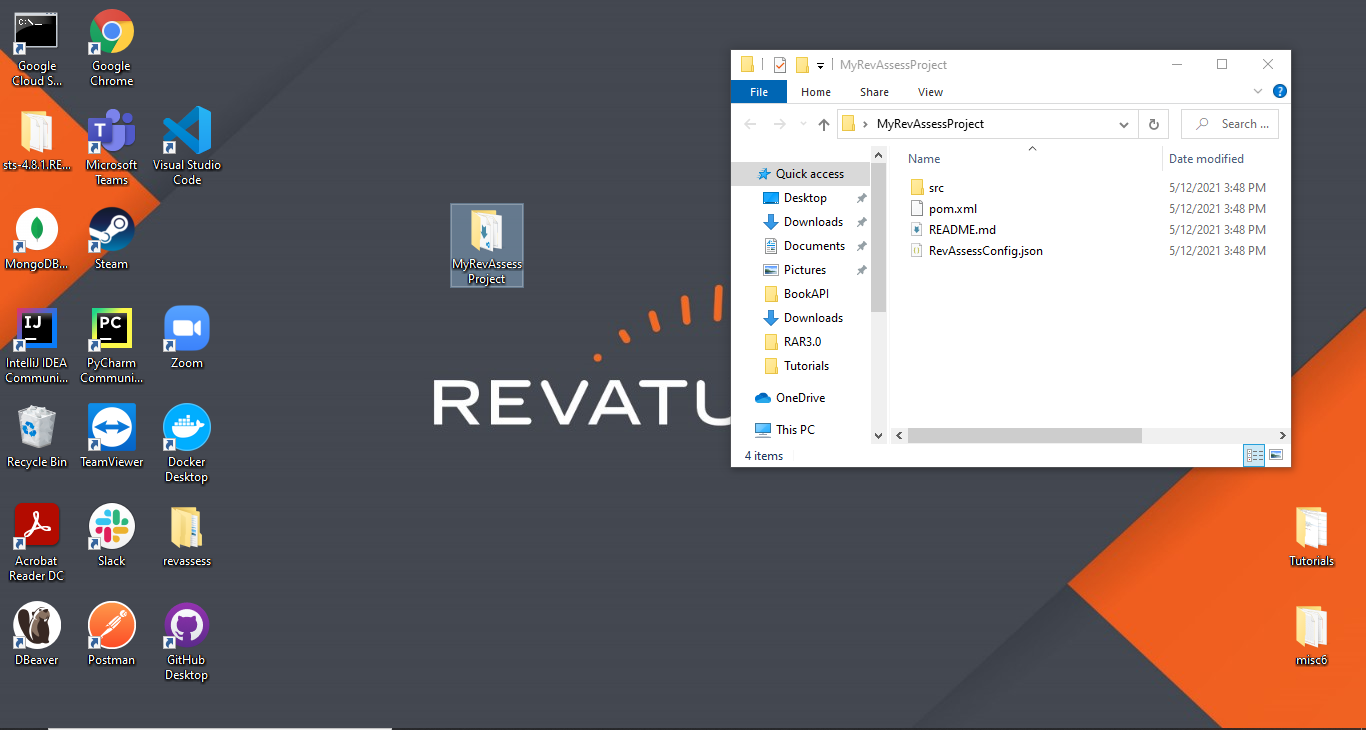 C:\._
Google
Cloud S...
Google
Chrome
sts-4.8.1.RE...
T
Microsoft
Teams
Visual Studio
Code
MongoDB...
Steam
IJ
IntelliJ IDEA
Communi...
PC
PyCharm
Communi...
Zoom
Recycle Bin
TeamViewer
Docker
Desktop
Acrobat
Reader DC
Slack
revassess
DBeaver
Postman
GitHub
Desktop
MyRevAssess
Project
REVATU
MyRevAssessProject
File
Home
Share
View
?
MyRevAssessProject
Search ...
Name
Date modified
Quick access
Desktop
Downloads
Documents
Pictures
BookAPI
Downloads
RAR3.0
Tutorials
OneDrive
This PC
src 5/12/2021 3:48 PM
pom.xml 5/12/2021 3:48 PM
README.md 5/12/2021 3:48 PM
RevAssessConfig.json 5/12/2021 3:48 PM
4 items
Tutorials
misc6